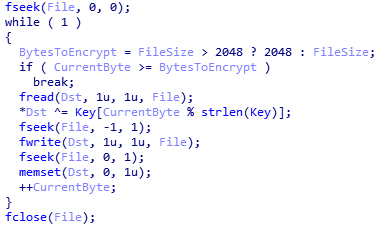 fseek(File, 0, 0);
while ( 1 )
{
BytesToEncrypt = FileSize > 2048 ? 2048 : FileSize;
if ( CurrentByte >= BytesToEncrypt )
break;
fread(Dst, 1u, 1u, File);
*Dst ^= Key[CurrentByte % strlen(Key)];
fseek(File, -1, 1);
fwrite(Dst, 1u, 1u, File);
fseek(File, 0, 1);
memset(Dst, 0, 1u);
++CurrentByte;
}
fclose(File);